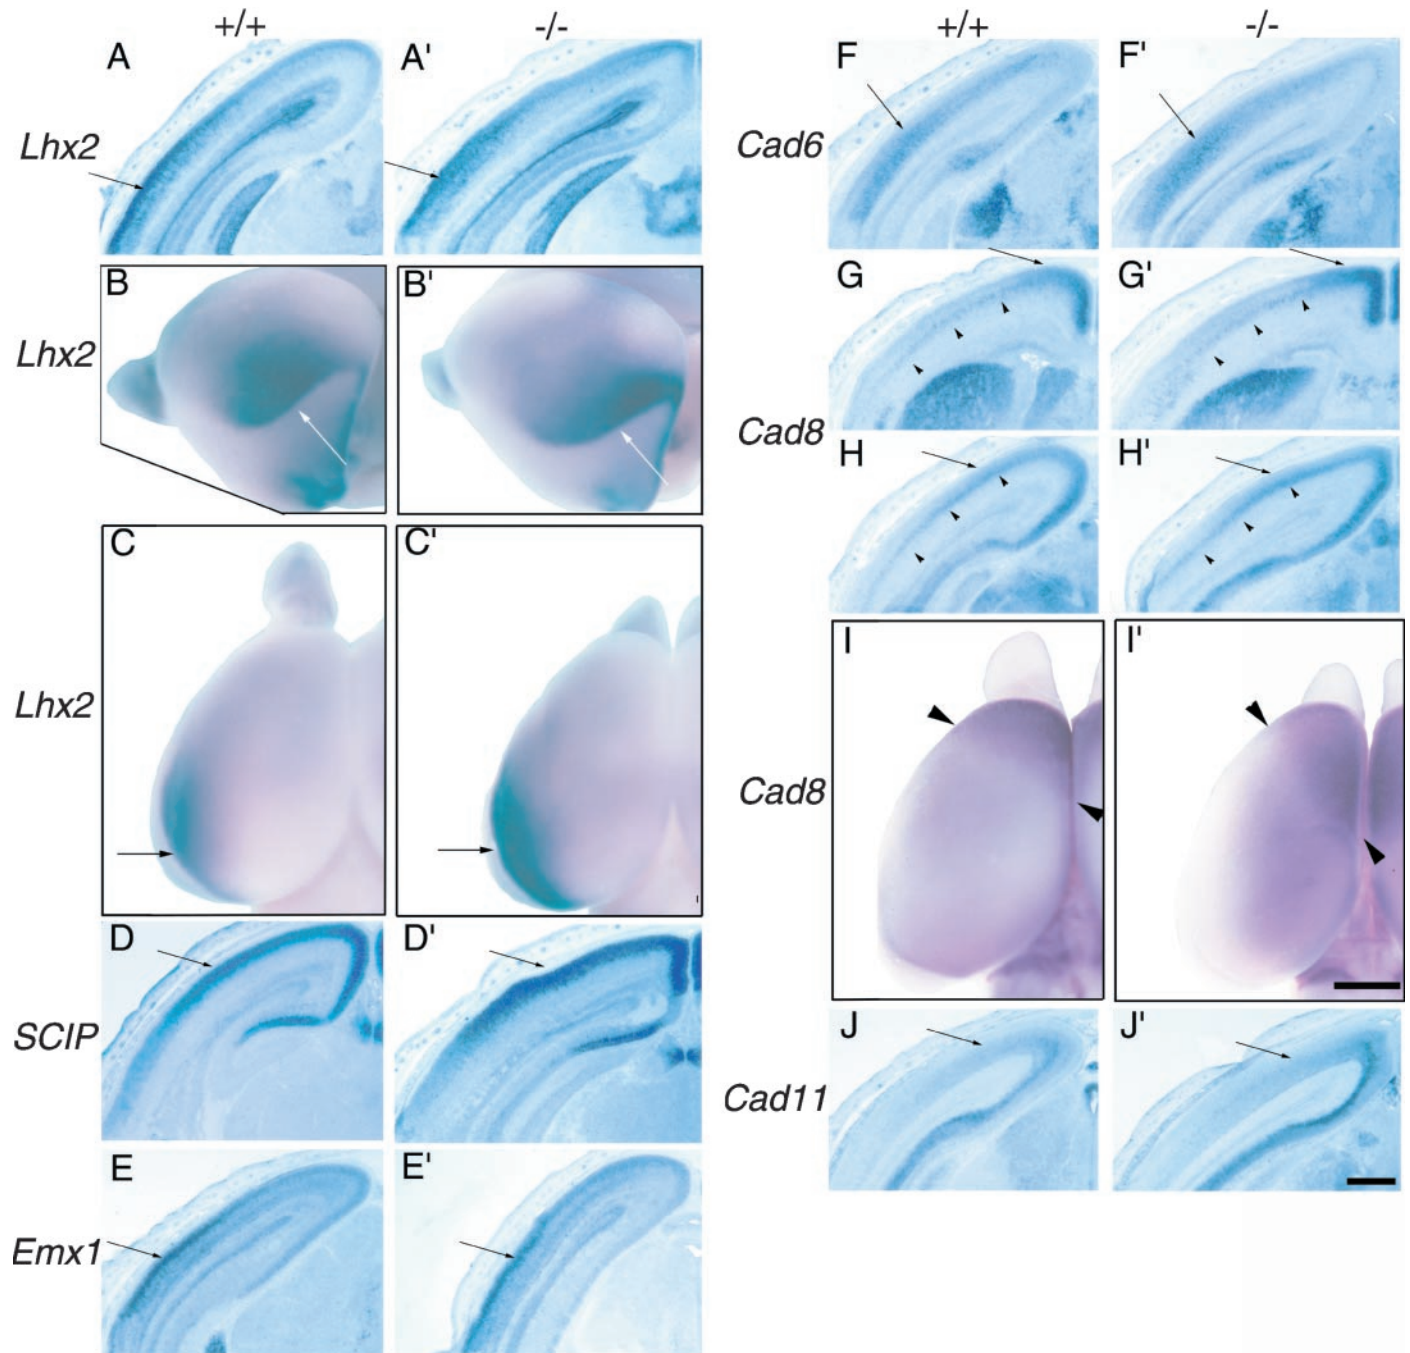 +/+ -/- +/+ -/-
A A' F F'
Lhx2 Cad6
B B' G G'
Lhx2 Cad8
H H'
C C'
Lhx2
I I'
Cad8
D D'
SCIP
J J'
Cad11
E E'
Emx1